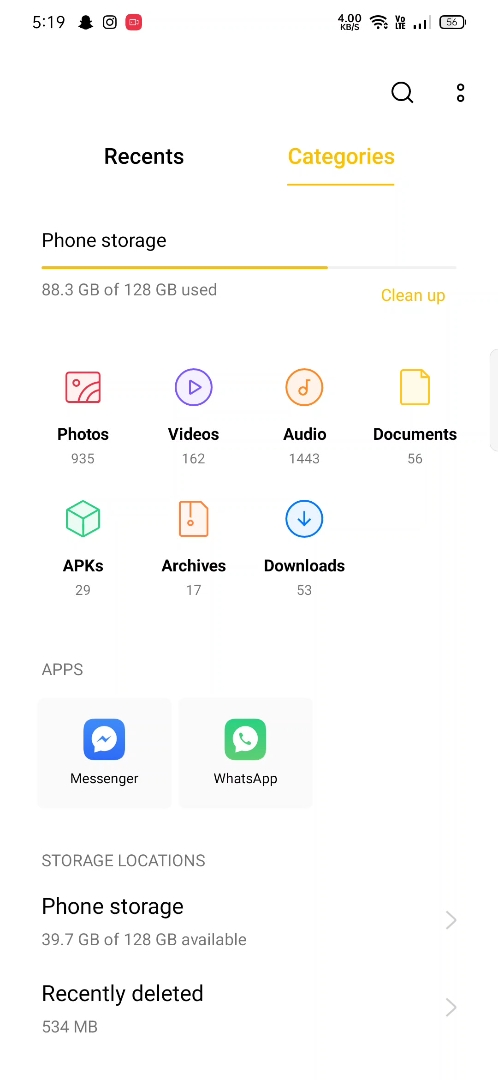 5:19 4.00 KB/S Vo LTE 56
Recents Categories
Phone storage
88.3 GB of 128 GB used
Clean up
Photos Videos Audio Documents
935 162 1443 56
APKs Archives Downloads
29 17 53
APPS
Messenger WhatsApp
STORAGE LOCATIONS
Phone storage
39.7 GB of 128 GB available
Recently deleted
534 MB